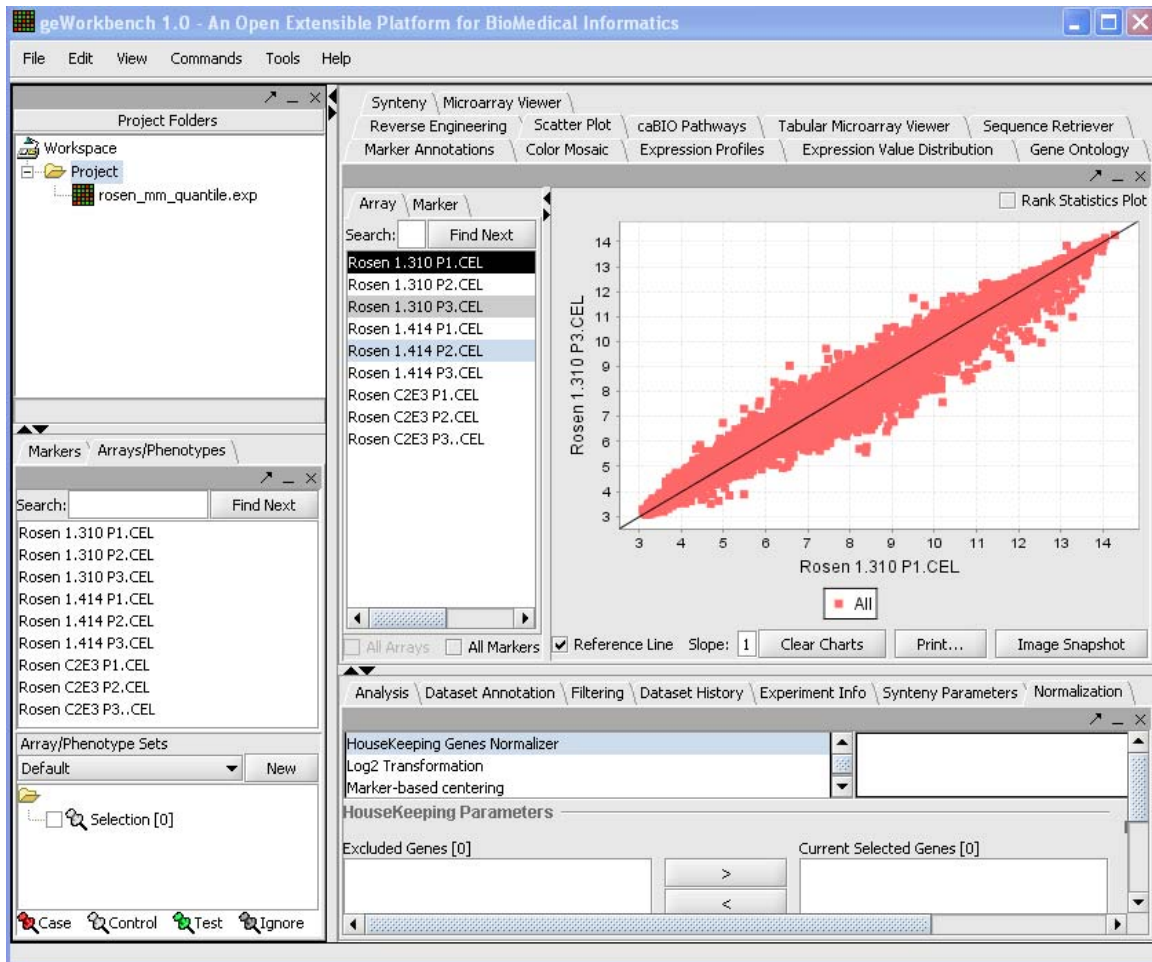 geWorkbench 1.0 - An Open Extensible Platform for BioMedical Informatics
File Edit View Commands Tools Help
Project Folders
Workspace
Project
rosen_mm_quantile.exp
Markers Arrays/Phenotypes
Search: Find Next
Rosen 1.310 P1.CEL
Rosen 1.310 P2.CEL
Rosen 1.310 P3.CEL
Rosen 1.414 P1.CEL
Rosen 1.414 P2.CEL
Rosen 1.414 P3.CEL
Rosen C2E3 P1.CEL
Rosen C2E3 P2.CEL
Rosen C2E3 P3..CEL
Array/Phenotype Sets
Default New
Selection [0]
Case Control Test Ignore
Synteny Microarray Viewer
Reverse Engineering Scatter Plot caBIO Pathways Tabular Microarray Viewer Sequence Retriever
Marker Annotations Color Mosaic Expression Profiles Expression Value Distribution Gene Ontology
Array Marker
Search: Find Next
Rosen 1.310 P1.CEL
Rosen 1.310 P2.CEL
Rosen 1.310 P3.CEL
Rosen 1.414 P1.CEL
Rosen 1.414 P2.CEL
Rosen 1.414 P3.CEL
Rosen C2E3 P1.CEL
Rosen C2E3 P2.CEL
Rosen C2E3 P3..CEL
All Arrays All Markers
Rank Statistics Plot
14
13
12
11
10
9
8
7
6
5
4
3
Rosen 1.310 P3.CEL
3 4 5 6 7 8 9 10 11 12 13 14
Rosen 1.310 P1.CEL
All
Reference Line Slope: 1 Clear Charts Print... Image Snapshot
Analysis Dataset Annotation Filtering Dataset History Experiment Info Synteny Parameters Normalization
HouseKeeping Genes Normalizer
Log2 Transformation
Marker-based centering
HouseKeeping Parameters
Excluded Genes [0] Current Selected Genes [0]
>
<